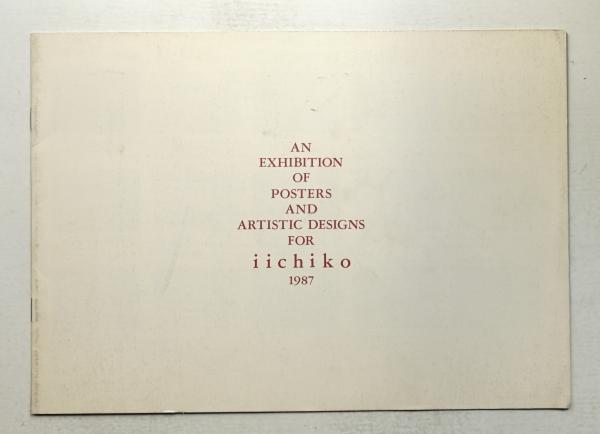 AN
EXHIBITION
OF
POSTERS
AND
ARTISTIC DESIGNS
FOR
iichiko
1987